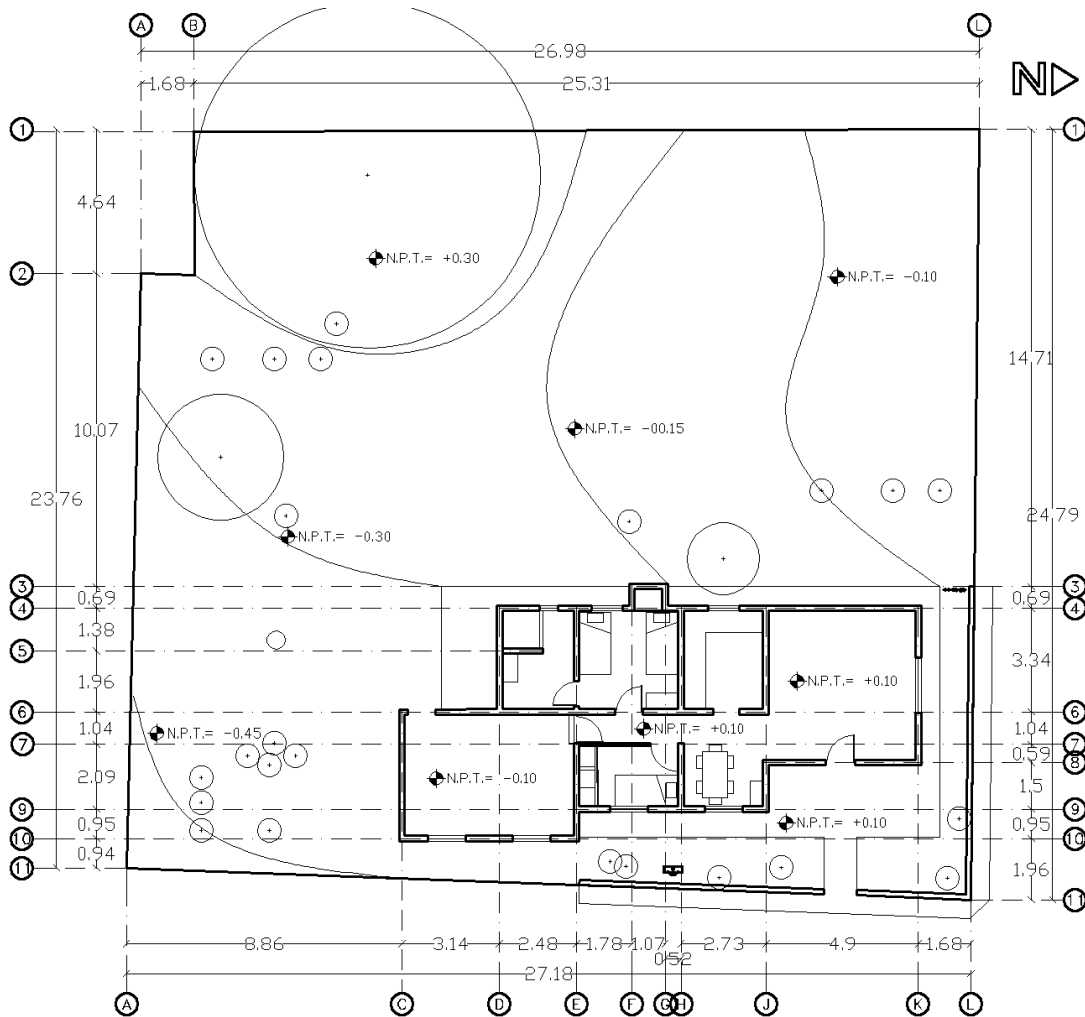 A B L
26.98
1.68 25.31
N
1 1
4.64
N.P.T.= +0.30
2
N.P.T.= -0.10
14.71
10.07
N.P.T.= -00.15
23.76
24.79
N.P.T.= -0.30
3 3
0.69 0.69
4 4
1.38
5
3.34
1.96
N.P.T.= +0.10
6 6
1.04 1.04
N.P.T.= -0.45
N.P.T.= +0.10
7 7
0.59
8
2.09
N.P.T.= -0.10
1.5
9 9
N.P.T.= +0.10
0.95 0.95
10 10
0.94
1.96
11
11
8.86 3.14 2.48 1.78 1.07 2.73 4.9 1.68
0.52
27.18
A C D E F G H J K L